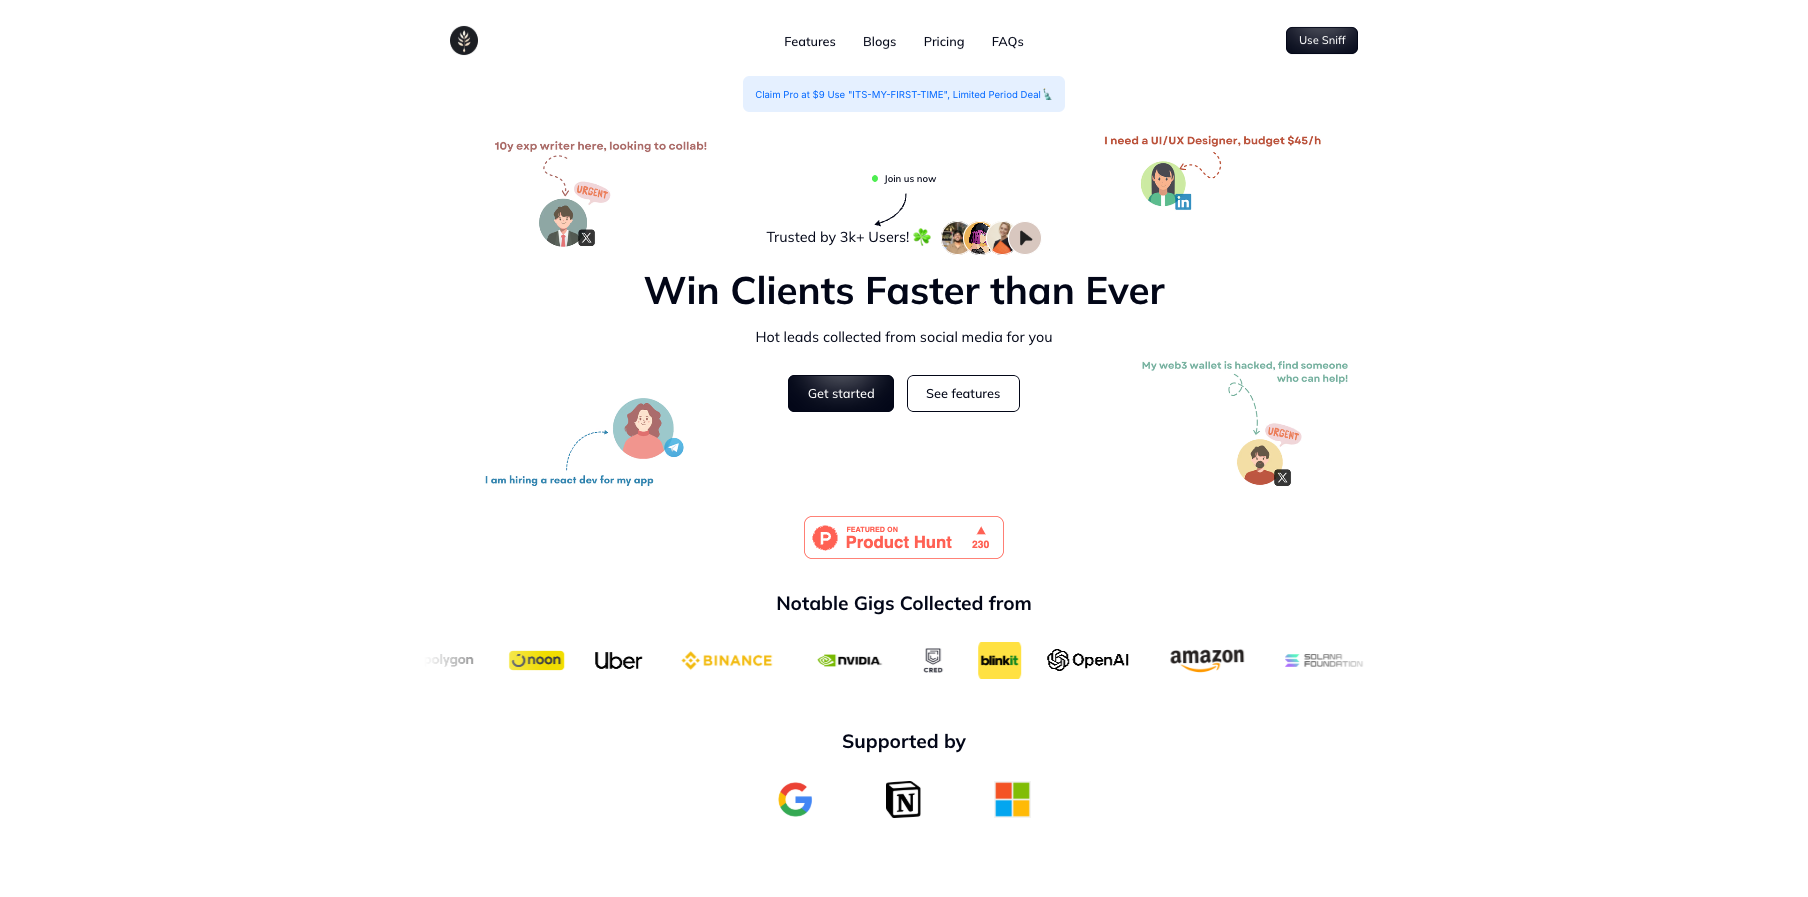 Features
Blogs
Pricing
FAQs
Use Sniff
Claim Pro at $9 Use "ITS-MY-FIRST-TIME", Limited Period Deal
10y exp writer here, looking to collab!
URGENT
X
I need a UI/UX Designer, budget $45/h
in
Join us now
Trusted by 3k+ Users!
Win Clients Faster than Ever
Hot leads collected from social media for you
Get started
See features
My web3 wallet is hacked, find someone
who can help!
URGENT
X
I am hiring a react dev for my app
P
FEATURED ON
Product Hunt
230
Notable Gigs Collected from
polygon
noon
Uber
BINANCE
NVIDIA
CRED
blinkit
OpenAI
amazon
SOLANA
FOUNDATION
Supported by
G
N